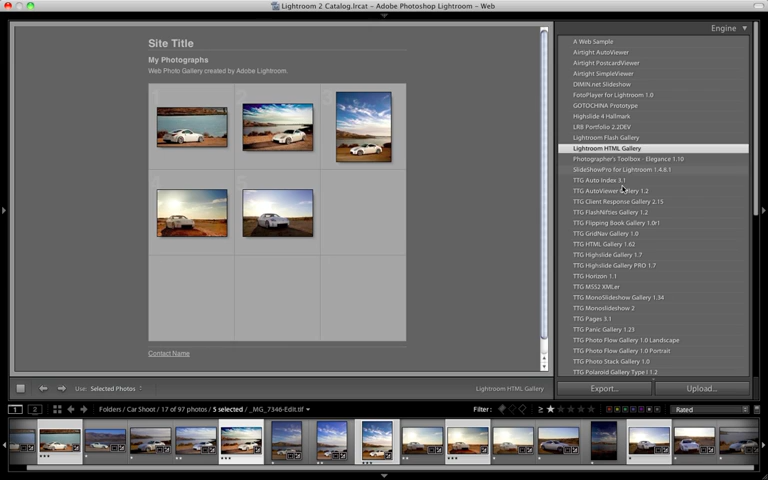 Lightroom 2 Catalog.lrcat - Adobe Photoshop Lightroom - Web
Site Title
My Photographs
Web Photo Gallery created by Adobe Lightroom.
1
2
3
4
5
Contact Name
Engine
A Web Sample
Airtight AutoViewer
Airtight PostcardViewer
Airtight SimpleViewer
DIMIN.net Slideshow
FotoPlayer for Lightroom 1.0
GOTOCHINA Prototype
Highslide 4 Hallmark
LRB Portfolio 2.2DEV
Lightroom Flash Gallery
Lightroom HTML Gallery
Photographer's Toolbox - Elegance 1.10
SlideShowPro for Lightroom 1.4.8.1
TTG Auto Index 3.1
TTG AutoViewer Gallery 1.2
TTG Client Response Gallery 2.15
TTG FlashNifties Gallery 1.2
TTG Flipping Book Gallery 1.0r1
TTG GridNav Gallery 1.0
TTG HTML Gallery 1.62
TTG Highslide Gallery 1.7
TTG Highslide Gallery PRO 1.7
TTG Horizon 1.1
TTG MSS2 XMLer
TTG MonoSlideshow Gallery 1.34
TTG Monoslideshow 2
TTG Pages 3.1
TTG Panic Gallery 1.23
TTG Photo Flow Gallery 1.0 Landscape
TTG Photo Flow Gallery 1.0 Portrait
TTG Photo Stack Gallery 1.0
TTG Polaroid Gallery Type I 1.2
Use: Selected Photos
Lightroom HTML Gallery
Export...
Upload...
1
2
Folders / Car Shoot / 17 of 97 photos / 5 selected / _MG_7346-Edit.tif
Filter:
≥
Rated